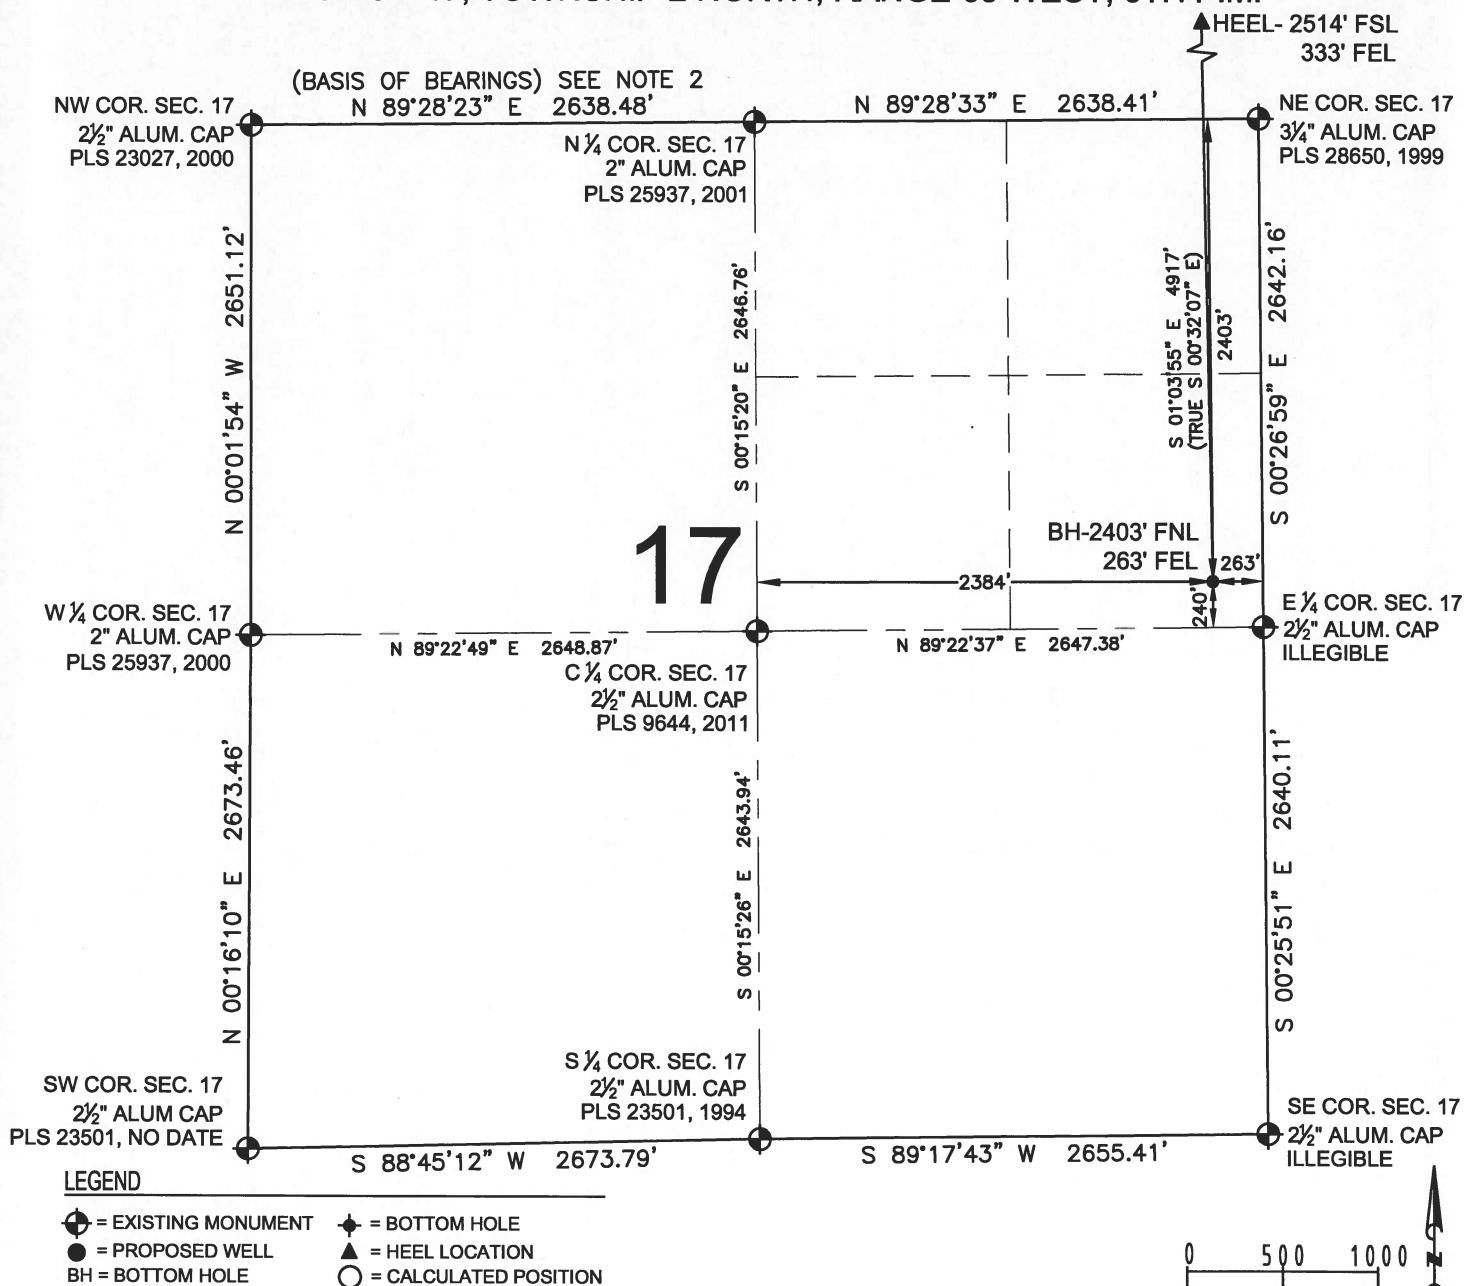 HEEL- 2514' FSL
333' FEL
(BASIS OF BEARINGS) SEE NOTE 2
N 89°28'23" E 2638.48'
N 89°28'33" E 2638.41'
NW COR. SEC. 17
2½" ALUM. CAP
PLS 23027, 2000
N ¼ COR. SEC. 17
2" ALUM. CAP
PLS 25937, 2001
NE COR. SEC. 17
3¼" ALUM. CAP
PLS 28650, 1999
N 00°01'54" W 2651.12'
S 00°15'20" E 2646.76'
S 01°03'55" E 4917'
(TRUE S 00°32'07" E)
2403'
S 00°26'59" E 2642.16'
17
BH-2403' FNL
263' FEL
263'
2384'
240'
W ¼ COR. SEC. 17
2" ALUM. CAP
PLS 25937, 2000
N 89°22'49" E 2648.87'
N 89°22'37" E 2647.38'
E ¼ COR. SEC. 17
2½" ALUM. CAP
ILLEGIBLE
C ¼ COR. SEC. 17
2½" ALUM. CAP
PLS 9644, 2011
N 00°16'10" E 2673.46'
S 00°15'26" E 2643.94'
S 00°25'51" E 2640.11'
SW COR. SEC. 17
2½" ALUM CAP
PLS 23501, NO DATE
S ¼ COR. SEC. 17
2½" ALUM. CAP
PLS 23501, 1994
SE COR. SEC. 17
2½" ALUM. CAP
ILLEGIBLE
S 88°45'12" W 2673.79'
S 89°17'43" W 2655.41'
LEGEND
= EXISTING MONUMENT
= BOTTOM HOLE
= PROPOSED WELL
= HEEL LOCATION
BH = BOTTOM HOLE
= CALCULATED POSITION
0 500 1000